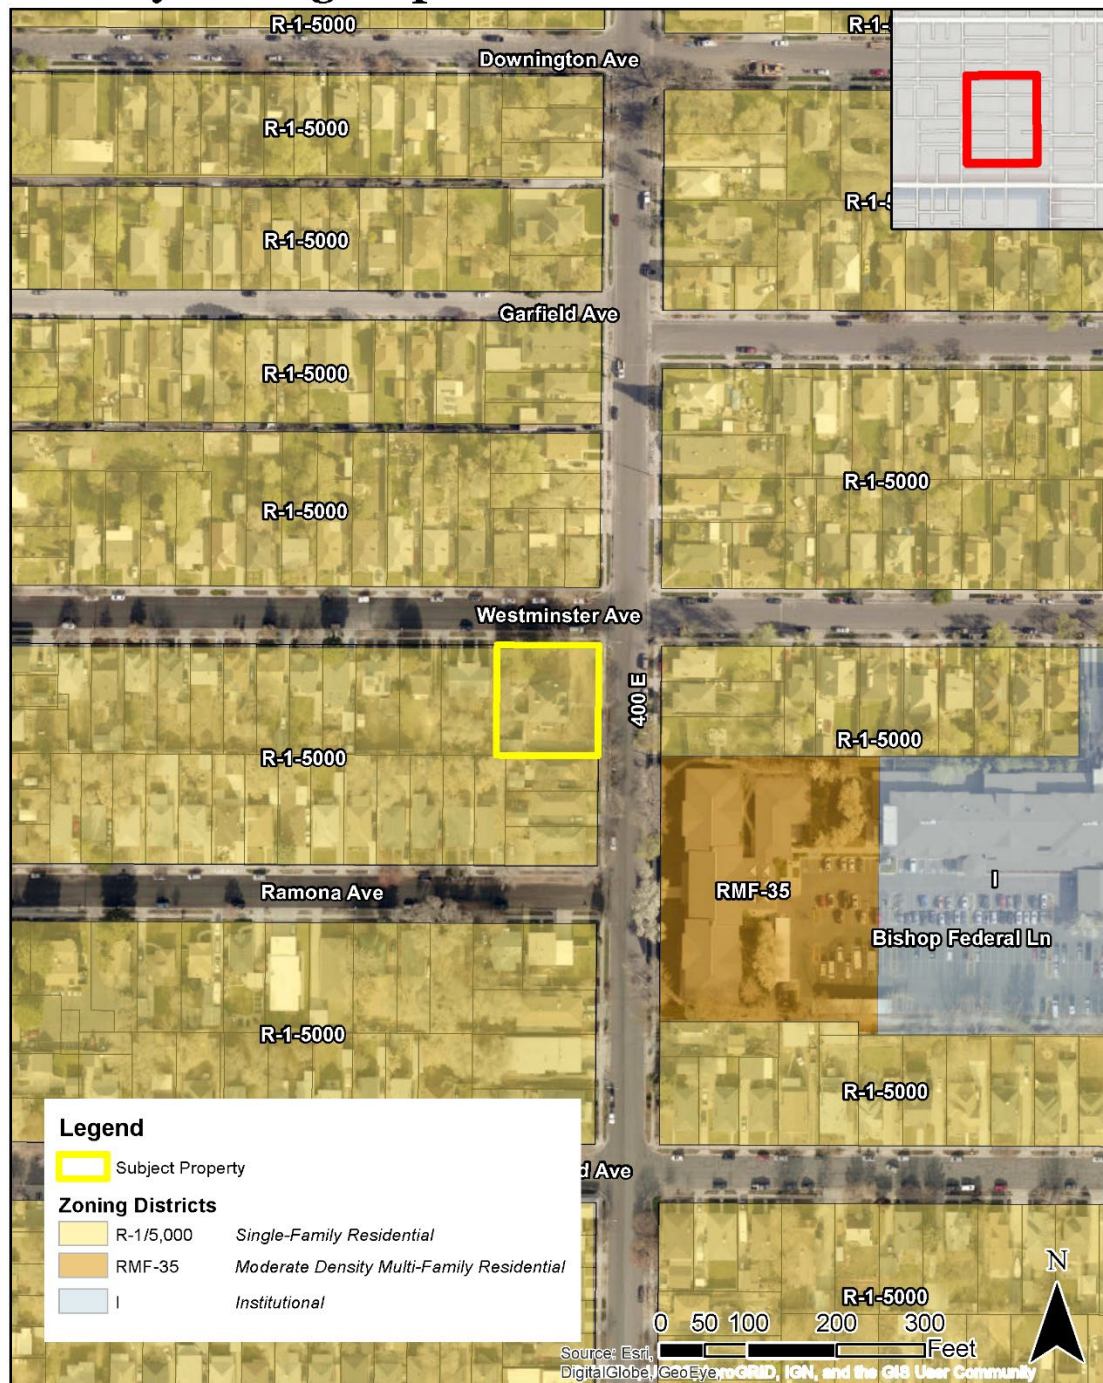 R-1-5000
Downington Ave
R-1-5000
R-1-5000
Garfield Ave
R-1-5000
R-1-5000
R-1-5000
Westminster Ave
400 E
R-1-5000
R-1-5000
Ramona Ave
RMF-35
I
Bishop Federal Ln
R-1-5000
R-1-5000
Legend
Subject Property
d Ave
Zoning Districts
R-1/5,000 Single-Family Residential
RMF-35 Moderate Density Multi-Family Residential
I Institutional
R-1-5000
N
0 50 100 200 300
Feet
Source: Esri,
DigitalGlobe, GeoEye, AeroGRID, IGN, and the GIS User Community